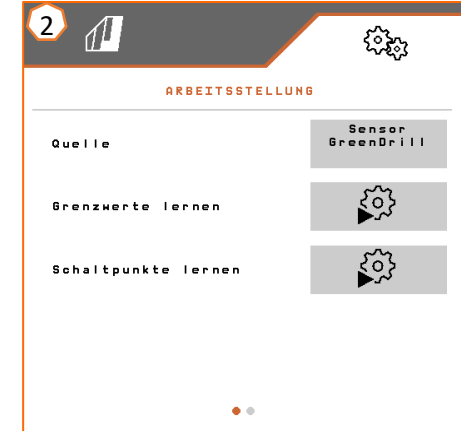 2
ARBEITSSTELLUNG
Quelle
Sensor
GreenDrill
Grenzwerte lernen
Schaltpunkte lernen